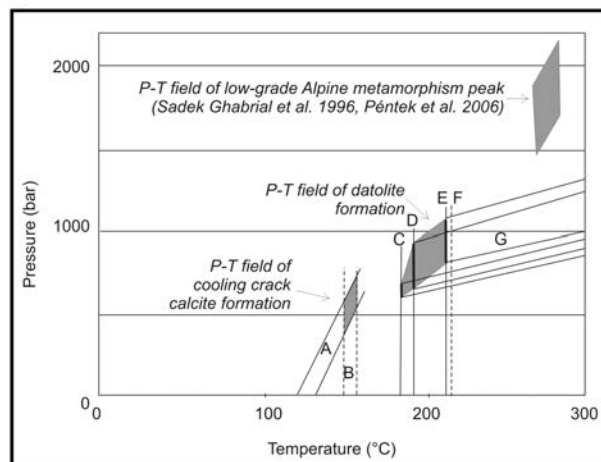 2000
P-T field of low-grade Alpine metamorphism peak
(Sadek Ghabrial et al. 1996, Péntek et al. 2006)
P-T field of datolite
formation
E F
D
1000
C
G
P-T field of
cooling crack
calcite formation
A
B
0
0
100
200
300
Pressure (bar)
Temperature (°C)